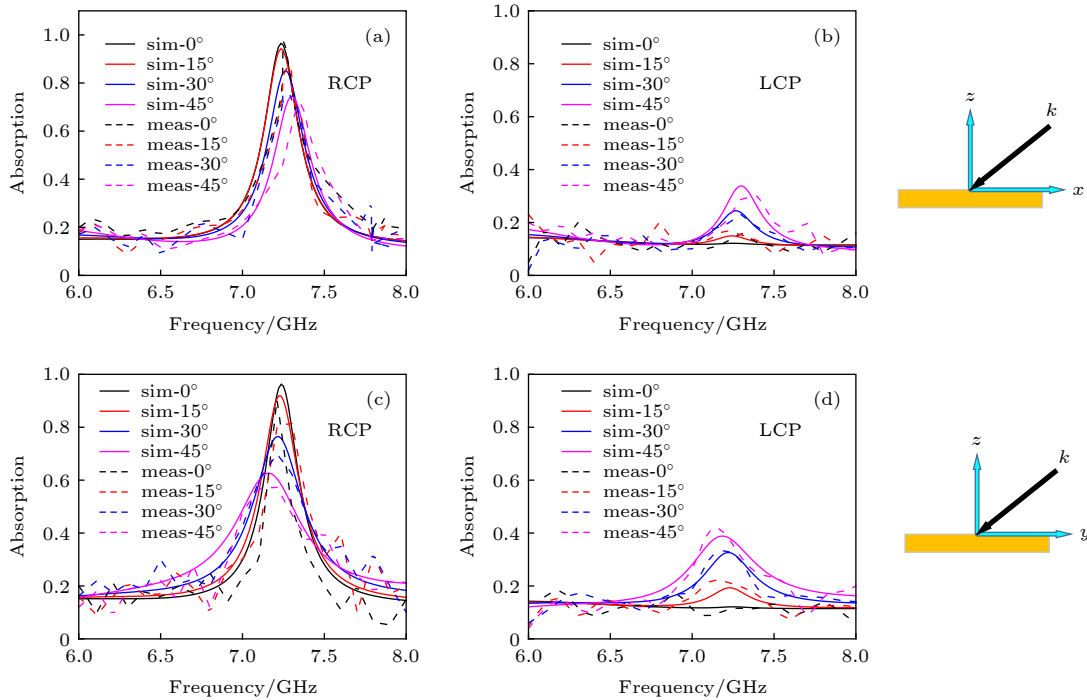 (a)
RCP
sim-0°
sim-15°
sim-30°
sim-45°
meas-0°
meas-15°
meas-30°
meas-45°
Absorption
1.0
0.8
0.6
0.4
0.2
0
6.0 6.5 7.0 7.5 8.0
Frequency/GHz
(b)
LCP
sim-0°
sim-15°
sim-30°
sim-45°
meas-0°
meas-15°
meas-30°
meas-45°
Absorption
1.0
0.8
0.6
0.4
0.2
0
6.0 6.5 7.0 7.5 8.0
Frequency/GHz
z
k
x
(c)
RCP
sim-0°
sim-15°
sim-30°
sim-45°
meas-0°
meas-15°
meas-30°
meas-45°
Absorption
1.0
0.8
0.6
0.4
0.2
0
6.0 6.5 7.0 7.5 8.0
Frequency/GHz
(d)
LCP
sim-0°
sim-15°
sim-30°
sim-45°
meas-0°
meas-15°
meas-30°
meas-45°
Absorption
1.0
0.8
0.6
0.4
0.2
0
6.0 6.5 7.0 7.5 8.0
Frequency/GHz
z
k
y